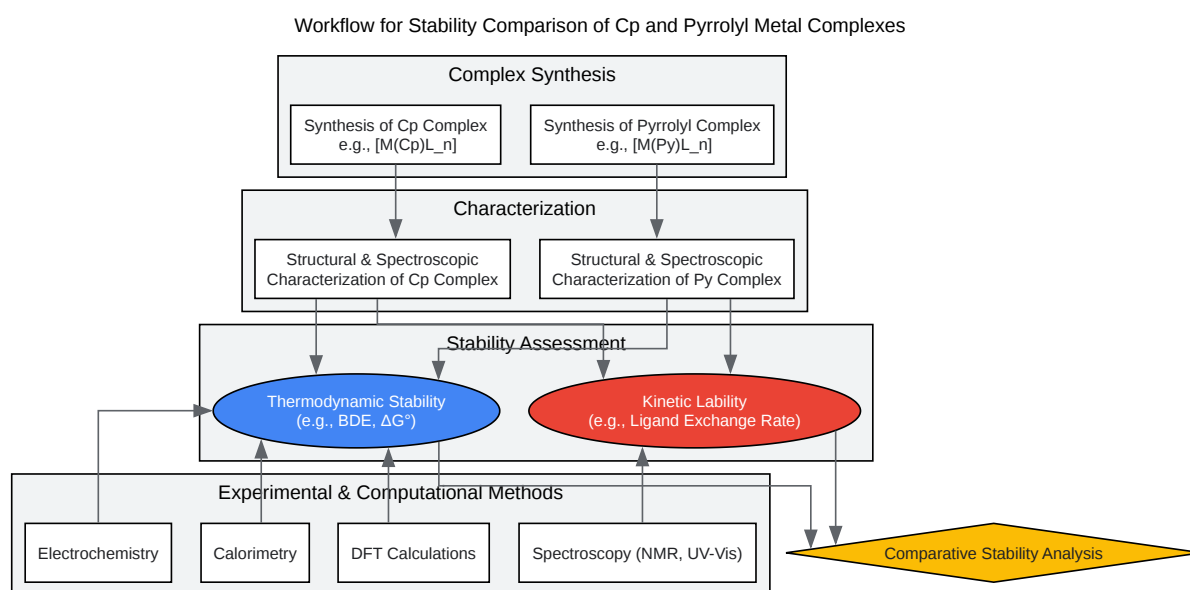 Workflow for Stability Comparison of Cp and Pyrrolyl Metal Complexes
Complex Synthesis
Synthesis of Cp Complex
e.g., [M(Cp)L_n]
Synthesis of Pyrrolyl Complex
e.g., [M(Py)L_n]
Characterization
Structural & Spectroscopic
Characterization of Cp Complex
Structural & Spectroscopic
Characterization of Py Complex
Stability Assessment
Thermodynamic Stability
(e.g., BDE, ΔG°)
Kinetic Lability
(e.g., Ligand Exchange Rate)
Experimental & Computational Methods
Electrochemistry
Calorimetry
DFT Calculations
Spectroscopy (NMR, UV-Vis)
Comparative Stability Analysis